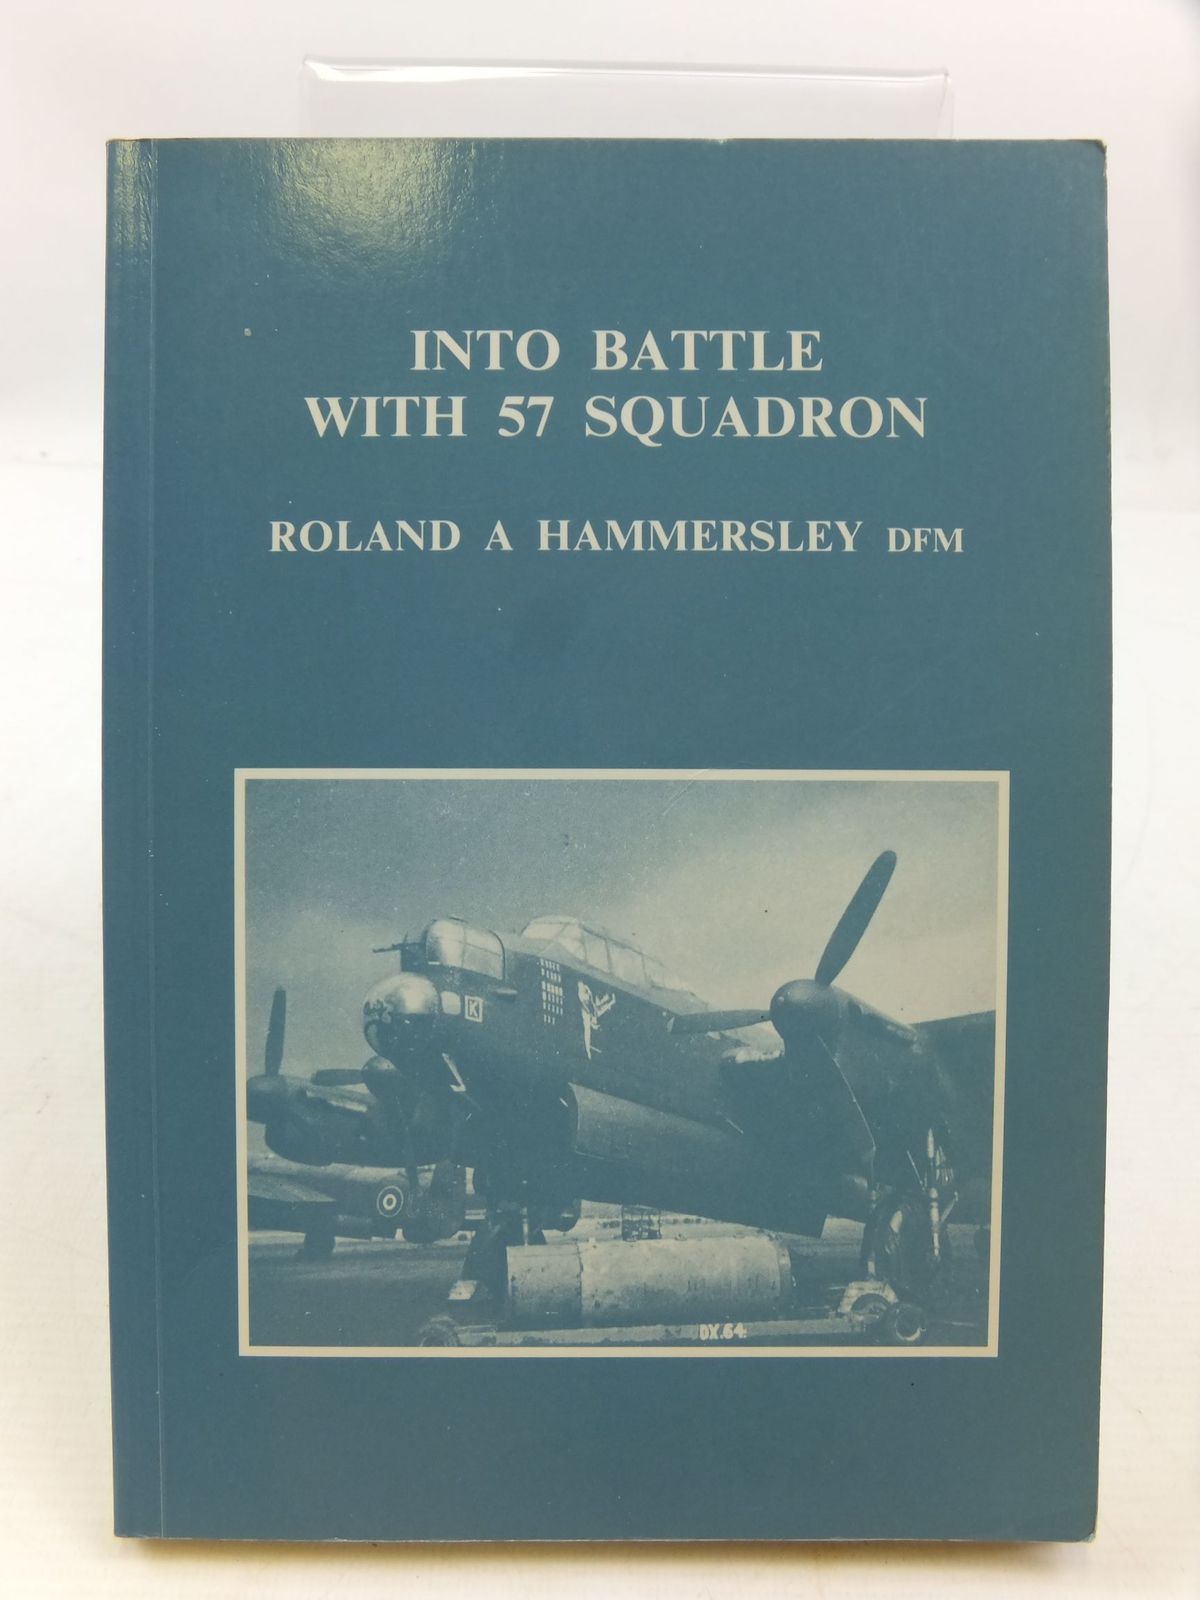 INTO BATTLE
WITH 57 SQUADRON
ROLAND A HAMMERSLEY DFM
K
DX.64.